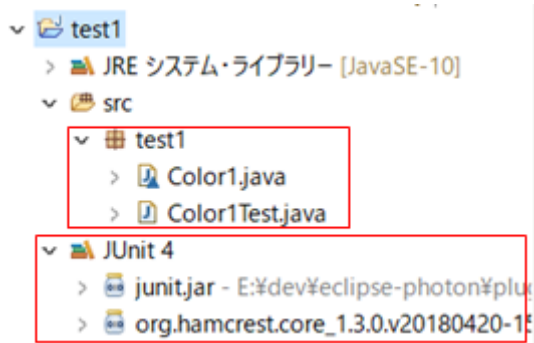 test1
JRE システム・ライブラリー [JavaSE-10]
src
test1
Color1.java
Color1Test.java
JUnit 4
junit.jar - E:¥dev¥eclipse-photon¥plu
org.hamcrest.core_1.3.0.v20180420-15